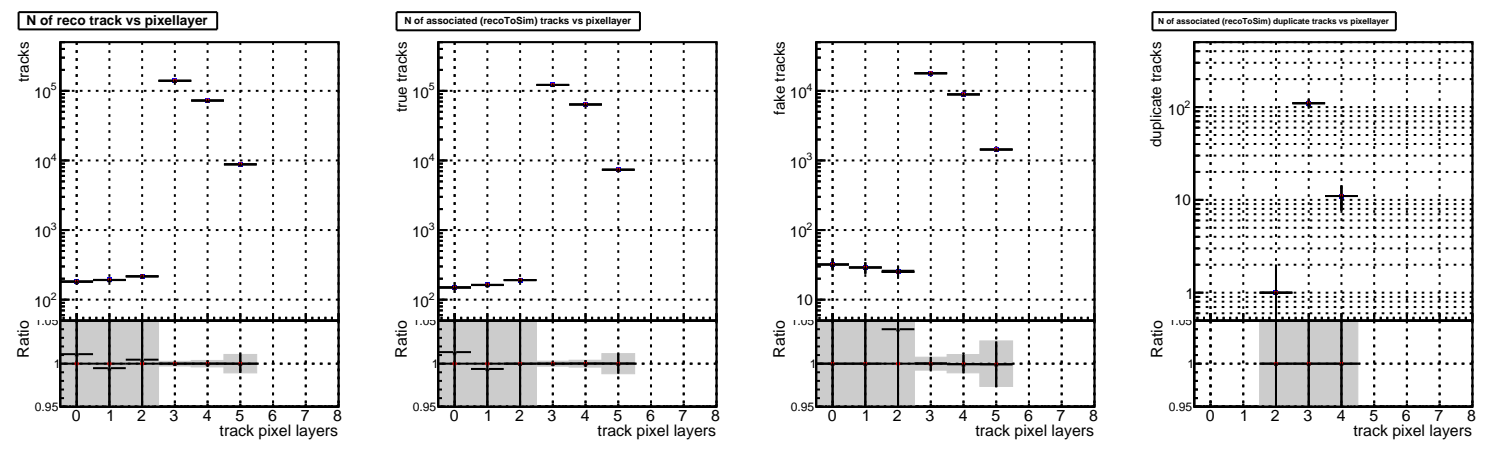 N of reco track vs pixellayer
tracks
10^5
10^4
10^3
10^2
Ratio
1.05
1
0.95
0 1 2 3 4 5 6 7 8
track pixel layers
N of associated (recoToSim) tracks vs pixellayer
true tracks
10^5
10^4
10^3
10^2
Ratio
1.05
1
0.95
0 1 2 3 4 5 6 7 8
track pixel layers
fake tracks
10^4
10^3
10^2
10
Ratio
1.05
1
0.95
0 1 2 3 4 5 6 7 8
track pixel layers
N of associated (recoToSim) duplicate tracks vs pixellayer
duplicate tracks
10^2
10
1
Ratio
1.05
1
0.95
0 1 2 3 4 5 6 7 8
track pixel layers